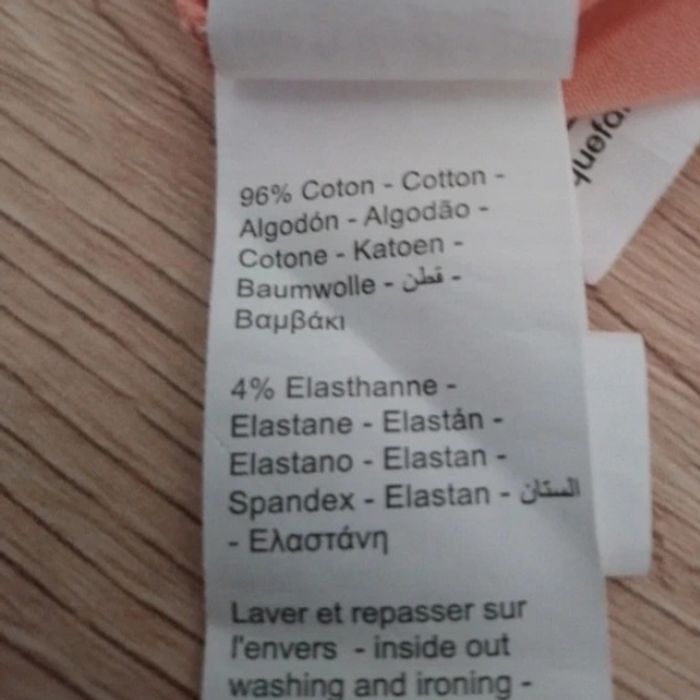 96% Coton - Cotton -
Algodón - Algodão -
Cotone - Katoen -
Baumwolle - قطن -
Βαμβάκι
4% Elasthanne -
Elastane - Elastán -
Elastano - Elastan -
Spandex - Elastan - الستان
- Ελαστάνη
Laver et repasser sur
l'envers - inside out
washing and ironing -